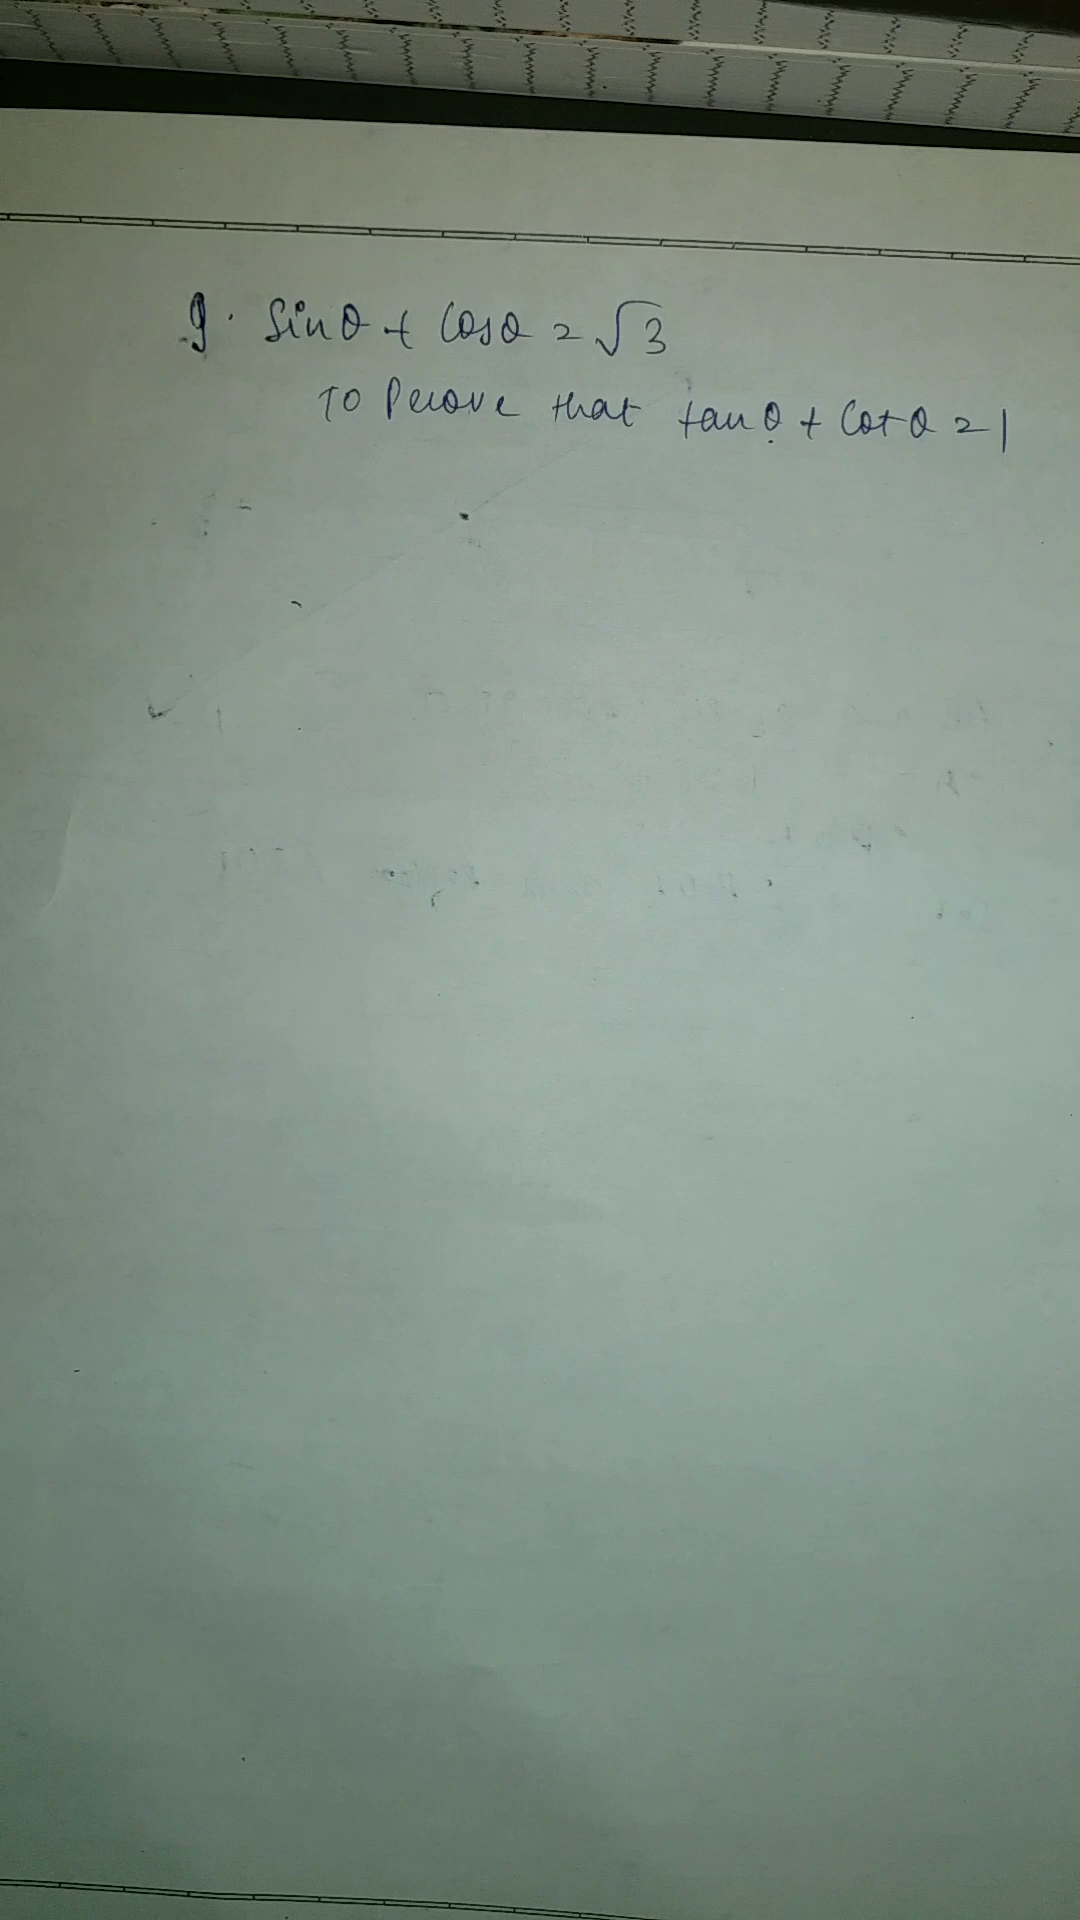 9. Sinθ + Cosθ = √3
TO Prove that tanθ + Cotθ = 1